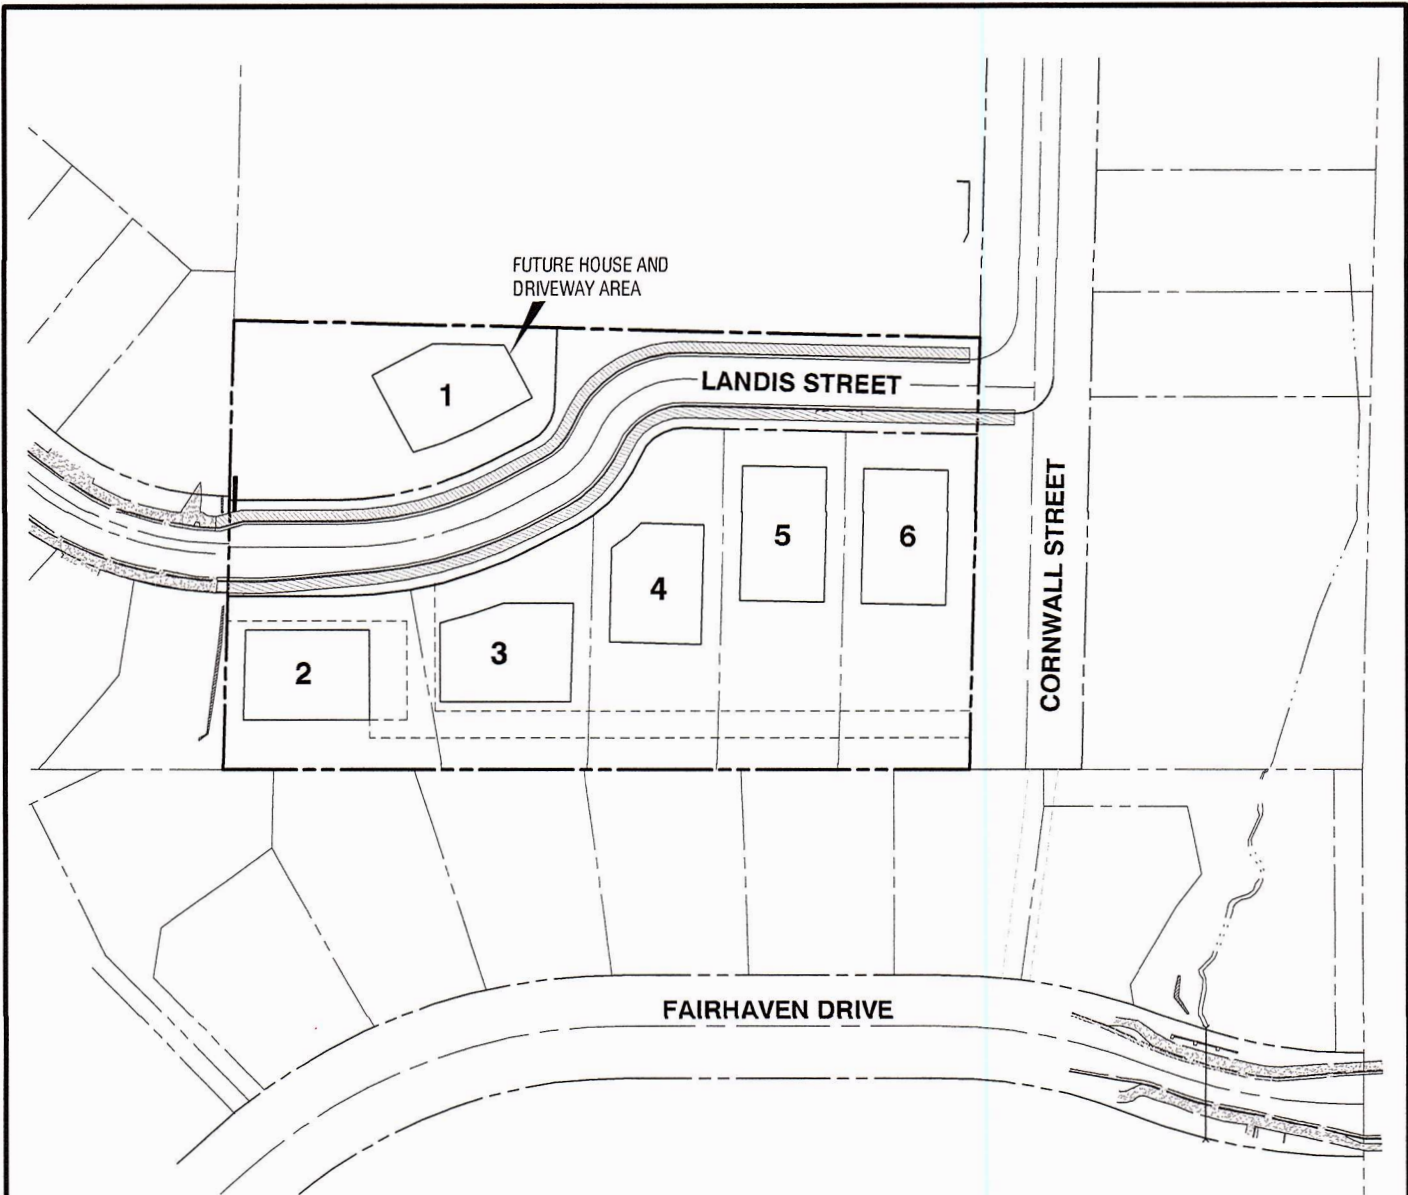 FUTURE HOUSE AND
DRIVEWAY AREA
1
LANDIS STREET
5
6
4
3
2
CORNWALL STREET
FAIRHAVEN DRIVE